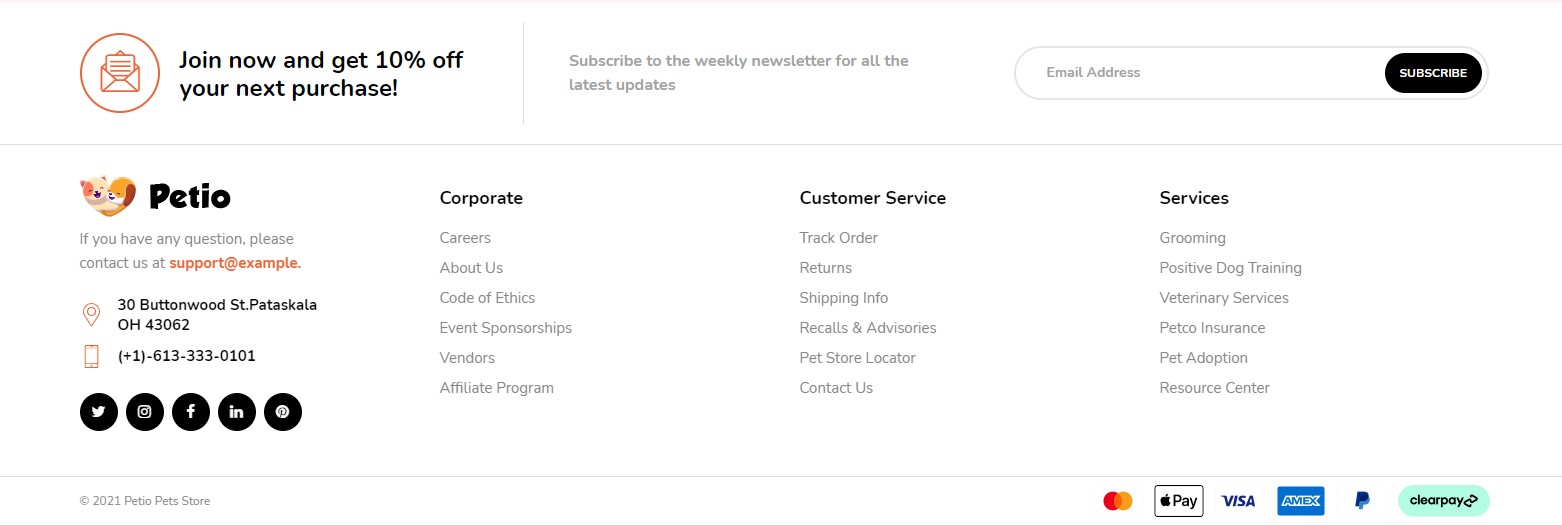 Join now and get 10% off
your next purchase!
Subscribe to the weekly newsletter for all the
latest updates
Email Address
SUBSCRIBE
Petio
If you have any question, please
contact us at support@example.
30 Buttonwood St.Pataskala
OH 43062
(+1)-613-333-0101
Corporate
Careers
About Us
Code of Ethics
Event Sponsorships
Vendors
Affiliate Program
Customer Service
Track Order
Returns
Shipping Info
Recalls & Advisories
Pet Store Locator
Contact Us
Services
Grooming
Positive Dog Training
Veterinary Services
Petco Insurance
Pet Adoption
Resource Center
© 2021 Petio Pets Store
Pay
VISA
AMEX
clearpay